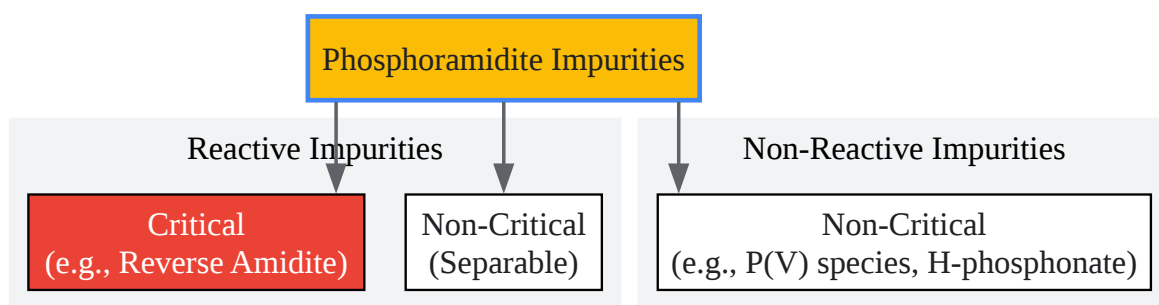 Phosphoramidite Impurities
Reactive Impurities
Non-Reactive Impurities
Critical
(e.g., Reverse Amidite)
Non-Critical
(Separable)
Non-Critical
(e.g., P(V) species, H-phosphonate)